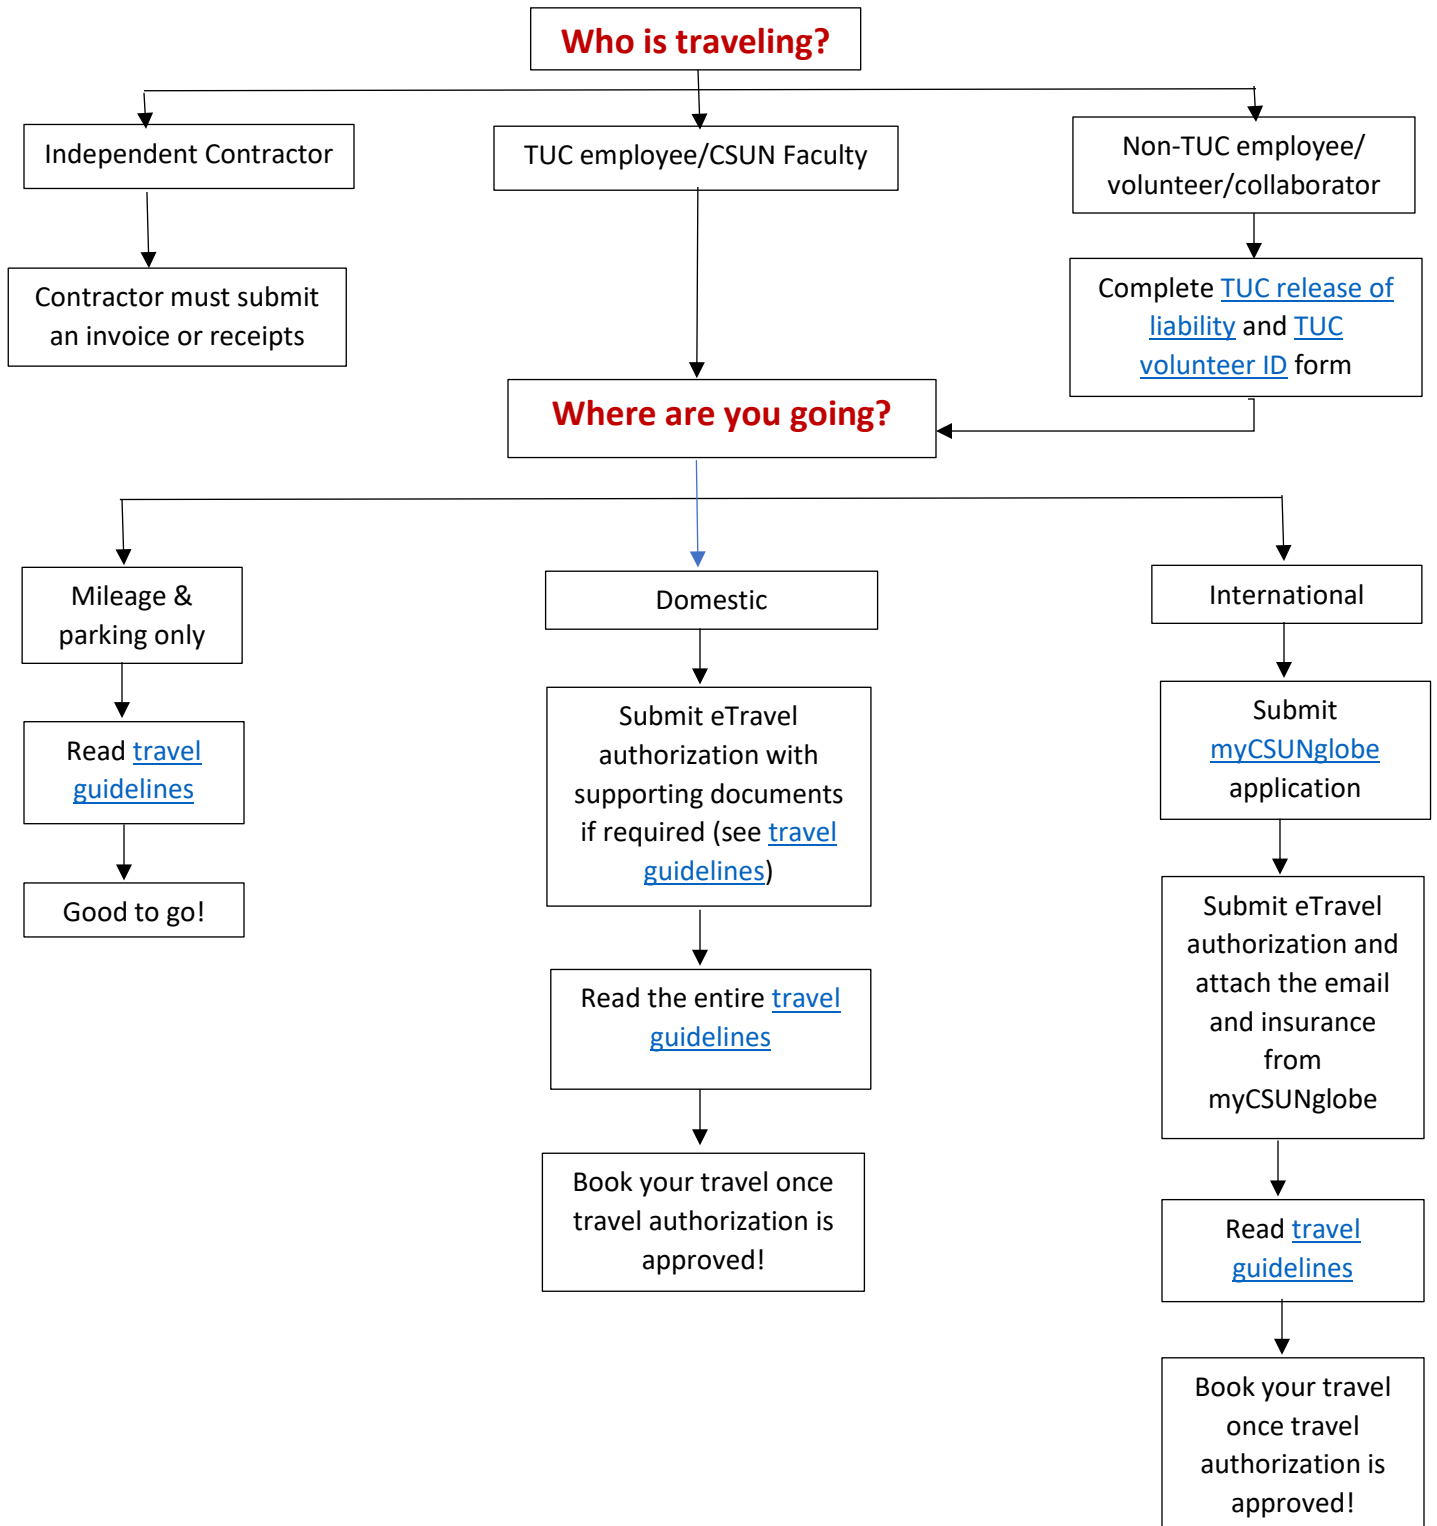 Who is traveling?
Independent Contractor
TUC employee/CSUN Faculty
Non-TUC employee/
volunteer/collaborator
Contractor must submit
an invoice or receipts
Complete TUC release of
liability and TUC
volunteer ID form
Where are you going?
Mileage &
parking only
Domestic
International
Read travel
guidelines
Good to go!
Submit eTravel
authorization with
supporting documents
if required (see travel
guidelines)
Read the entire travel
guidelines
Book your travel once
travel authorization is
approved!
Submit
myCSUNglobe
application
Submit eTravel
authorization and
attach the email
and insurance
from
myCSUNglobe
Read travel
guidelines
Book your travel
once travel
authorization is
approved!